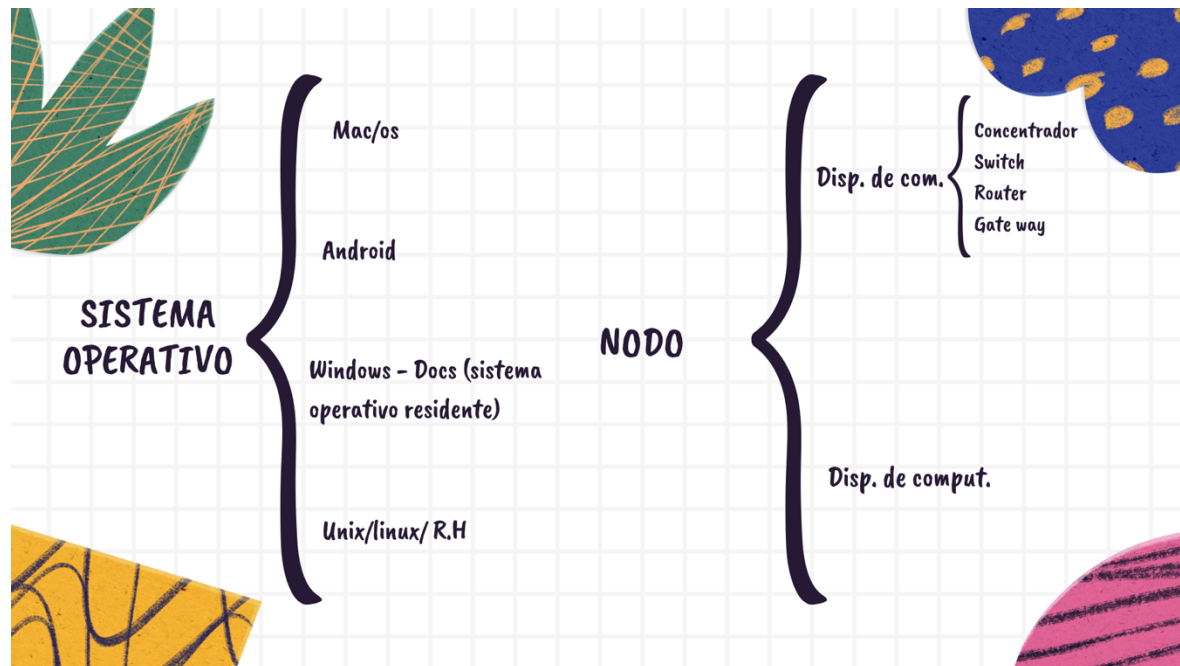 SISTEMA
OPERATIVO
Mac/os
Android
Windows - Docs (sistema
operativo residente)
Unix/linux/ R.H
NODO
Disp. de com.
Concentrador
Switch
Router
Gate way
Disp. de comput.